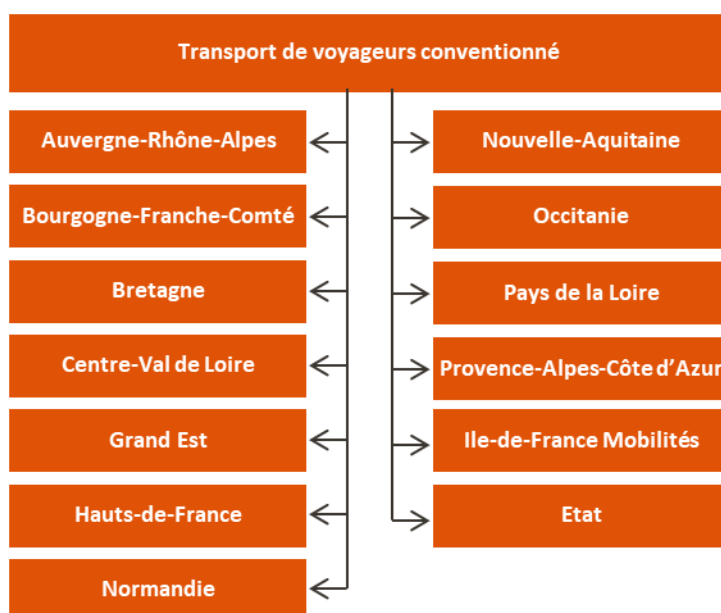 Transport de voyageurs conventionné
Auvergne-Rhône-Alpes
Bourgogne-Franche-Comté
Bretagne
Centre-Val de Loire
Grand Est
Hauts-de-France
Normandie
Nouvelle-Aquitaine
Occitanie
Pays de la Loire
Provence-Alpes-Côte d’Azur
Ile-de-France Mobilités
Etat